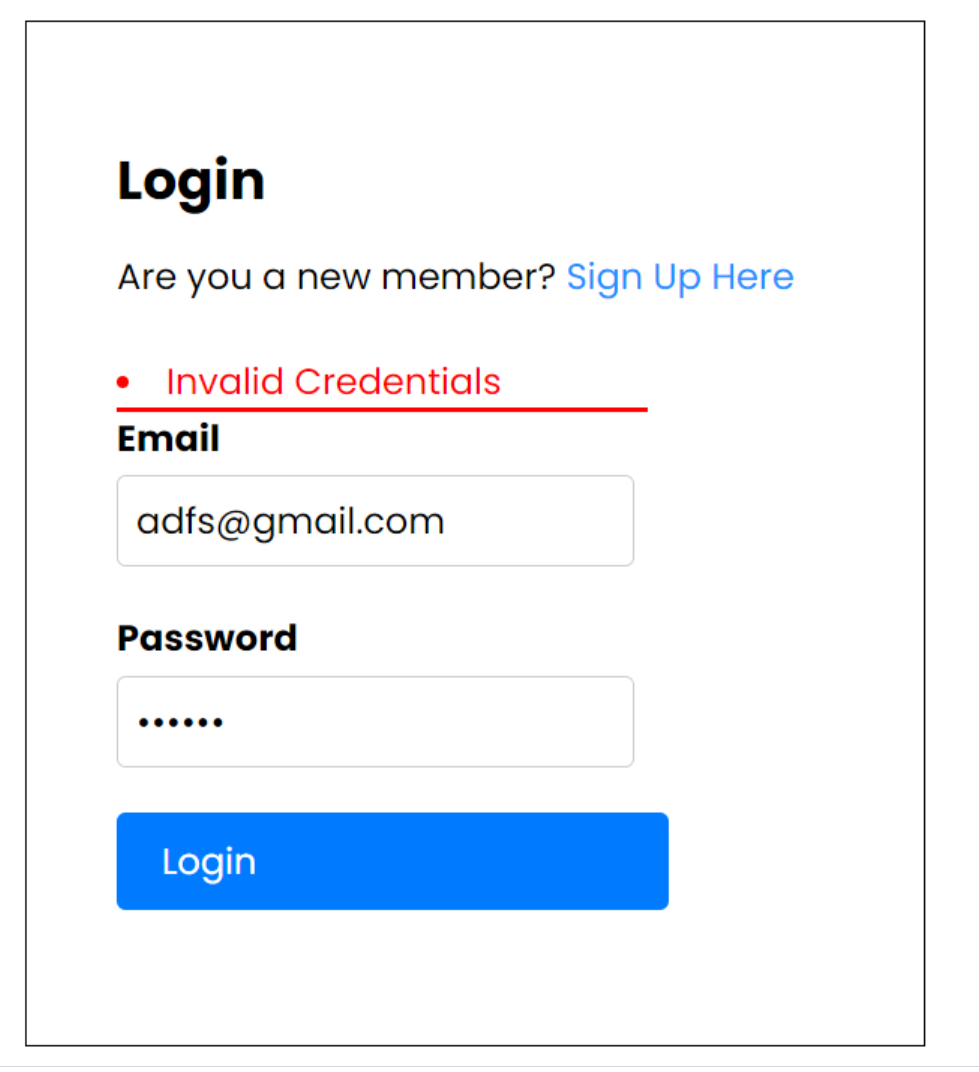 Login
Are you a new member? Sign Up Here
• Invalid Credentials
Email
adfs@gmail.com
Password
••••••
Login